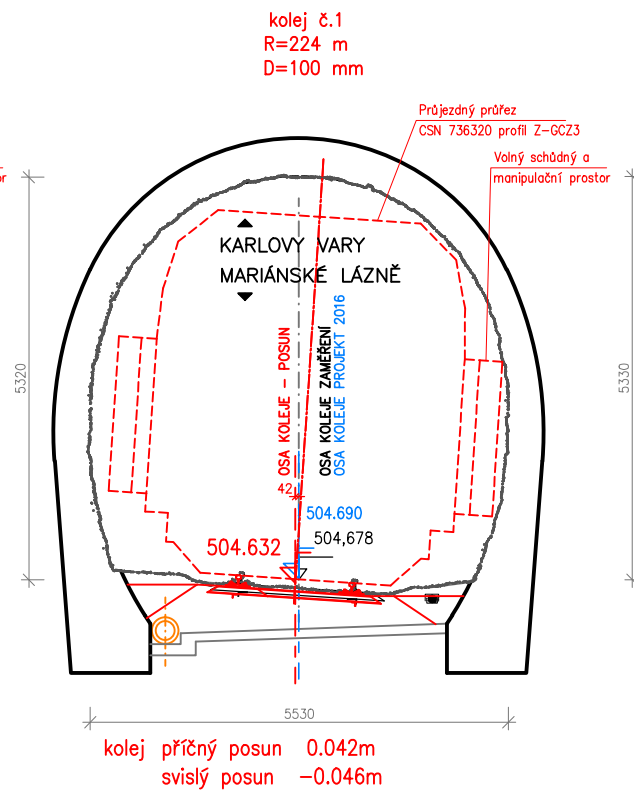 kolej č.1
R=224 m
D=100 mm
Průjezdný průřez
CSN 736320 profil Z-GCZ3
Volný schůdný a
manipulační prostor
or
KARLOVY VARY
MARIÁNSKÉ LÁZNĚ
5320
OSA KOLEJE - POSUN
OSA KOLEJE ZAMĚŘENÍ
OSA KOLEJE PROJEKT 2016
5330
42
504.690
504,678
504.632
5530
kolej příčný posun 0.042m
svislý posun -0.046m